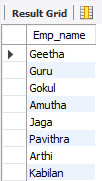 Result Grid
Emp_name
Geetha
Guru
Gokul
Amutha
Jaga
Pavithra
Arthi
Kabilan